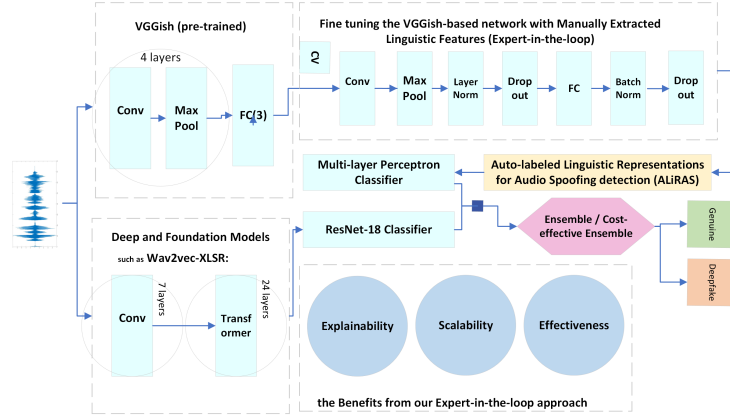 VGGish (pre-trained)
4 layers
Conv
Max
Pool
FC(3)
Fine tuning the VGGish-based network with Manually Extracted
Linguistic Features (Expert-in-the-loop)
CV
Conv
Max
Pool
Layer
Norm
Drop
out
FC
Batch
Norm
Drop
out
Multi-layer Perceptron
Classifier
Auto-labeled Linguistic Representations
for Audio Spoofing detection (ALiRAS)
ResNet-18 Classifier
Ensemble / Cost-
effective Ensemble
Genuine
Deepfake
Deep and Foundation Models
such as Wav2vec-XLSR:
7 layers
Conv
24 layers
Transf
ormer
Explainability
Scalability
Effectiveness
the Benefits from our Expert-in-the-loop approach